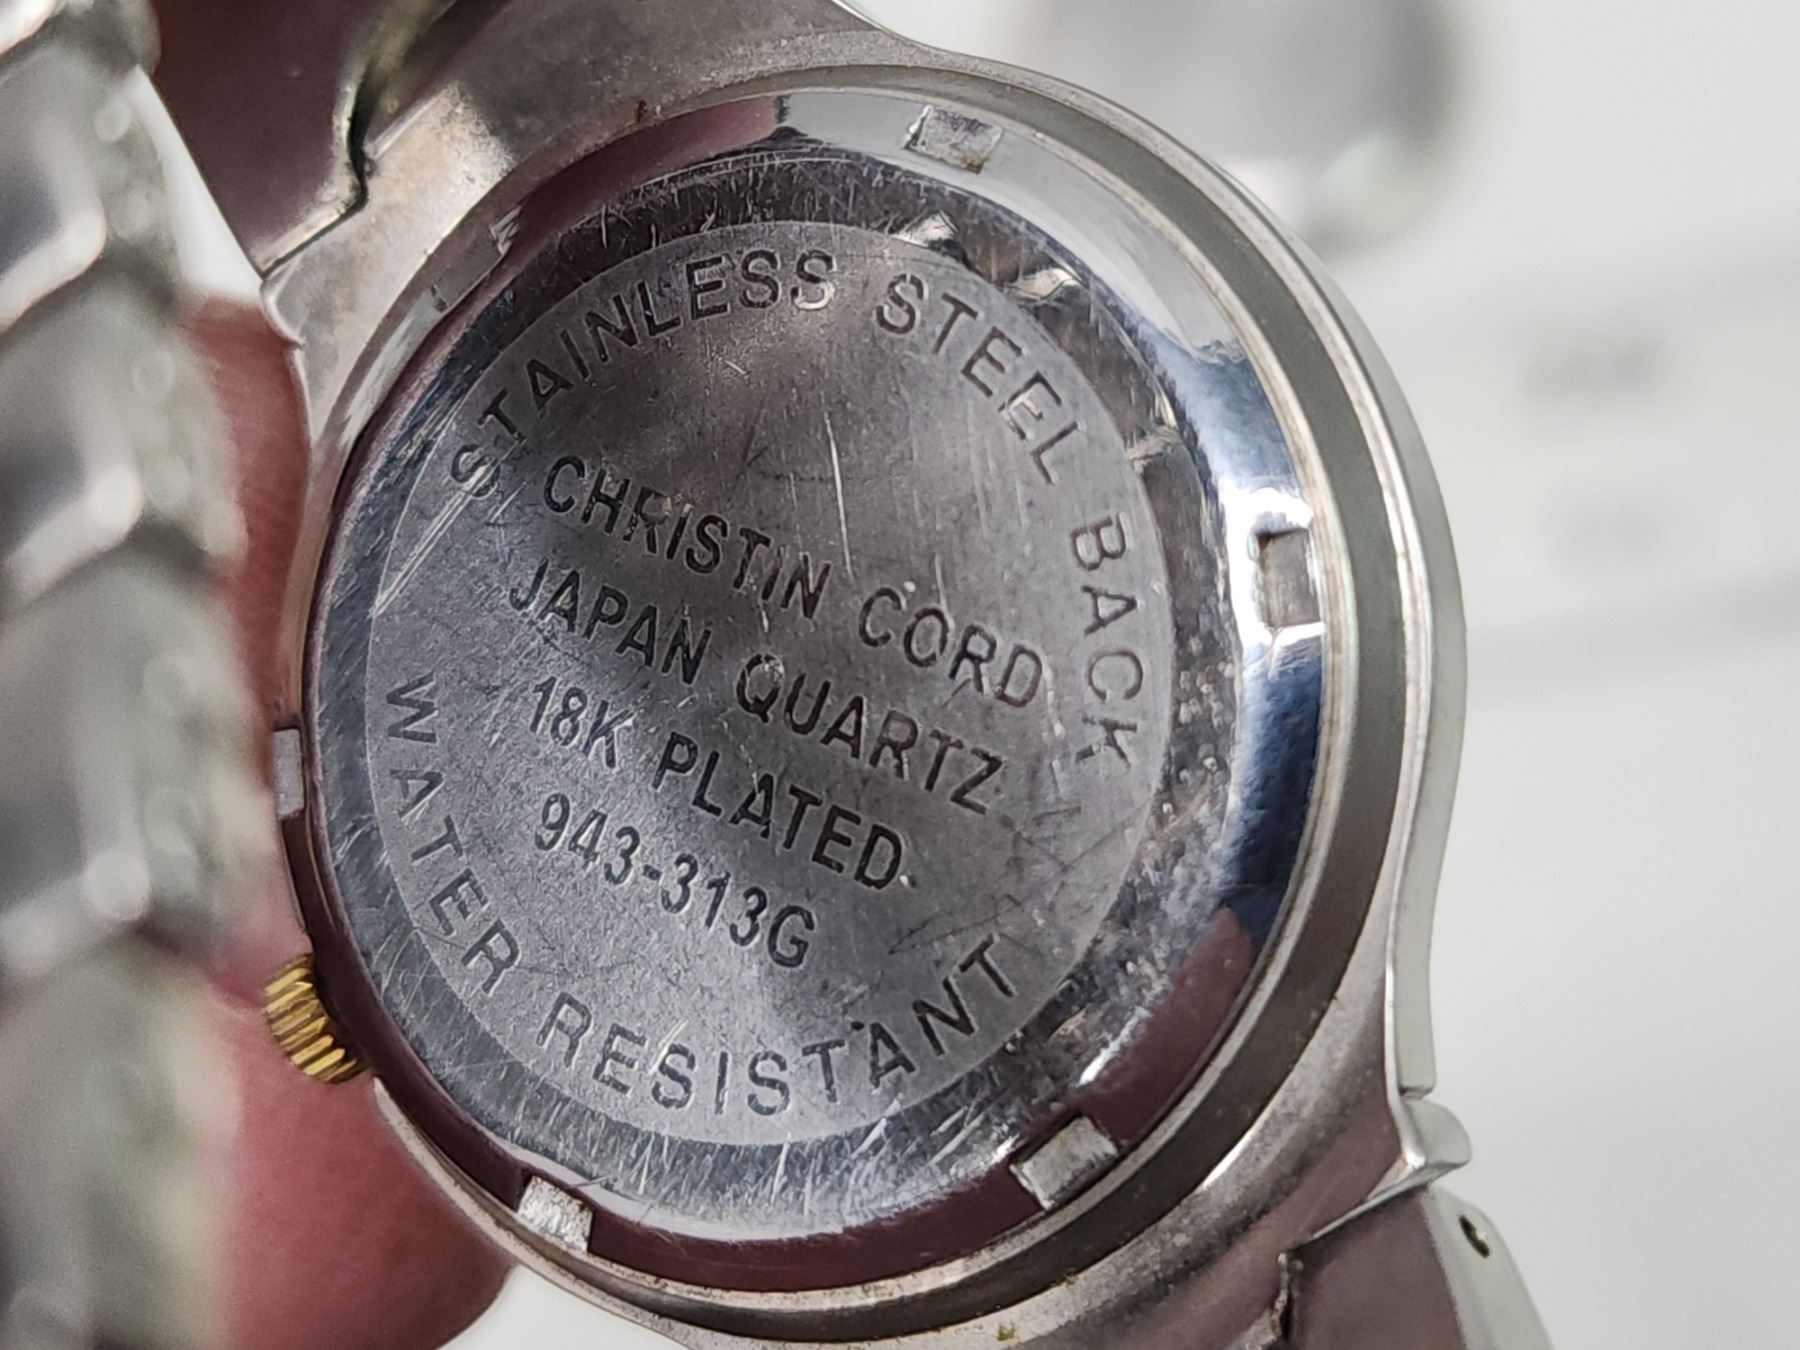 STAINLESS STEEL BACK
CHRISTIN CORD
JAPAN QUARTZ
18K PLATED
943-313G
WATER RESISTANT